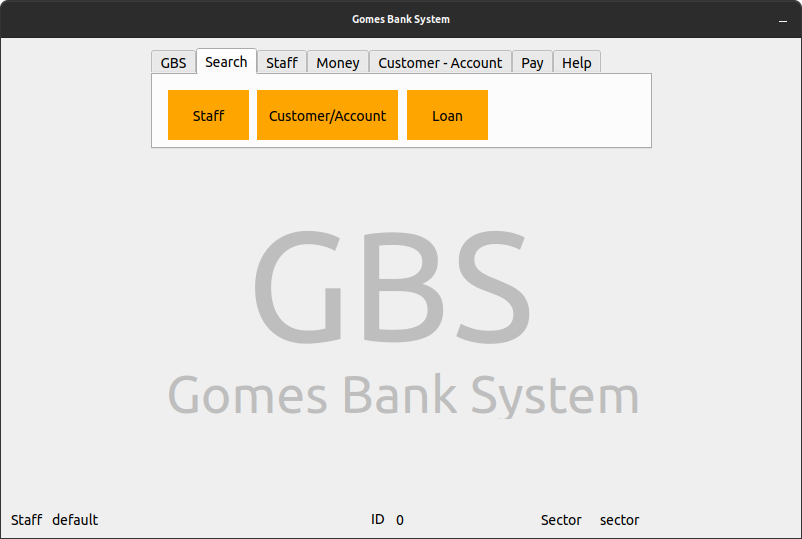 Gomes Bank System
GBS Search Staff Money Customer - Account Pay Help
Staff Customer/Account Loan
GBS
Gomes Bank System
Staff default ID 0 Sector sector